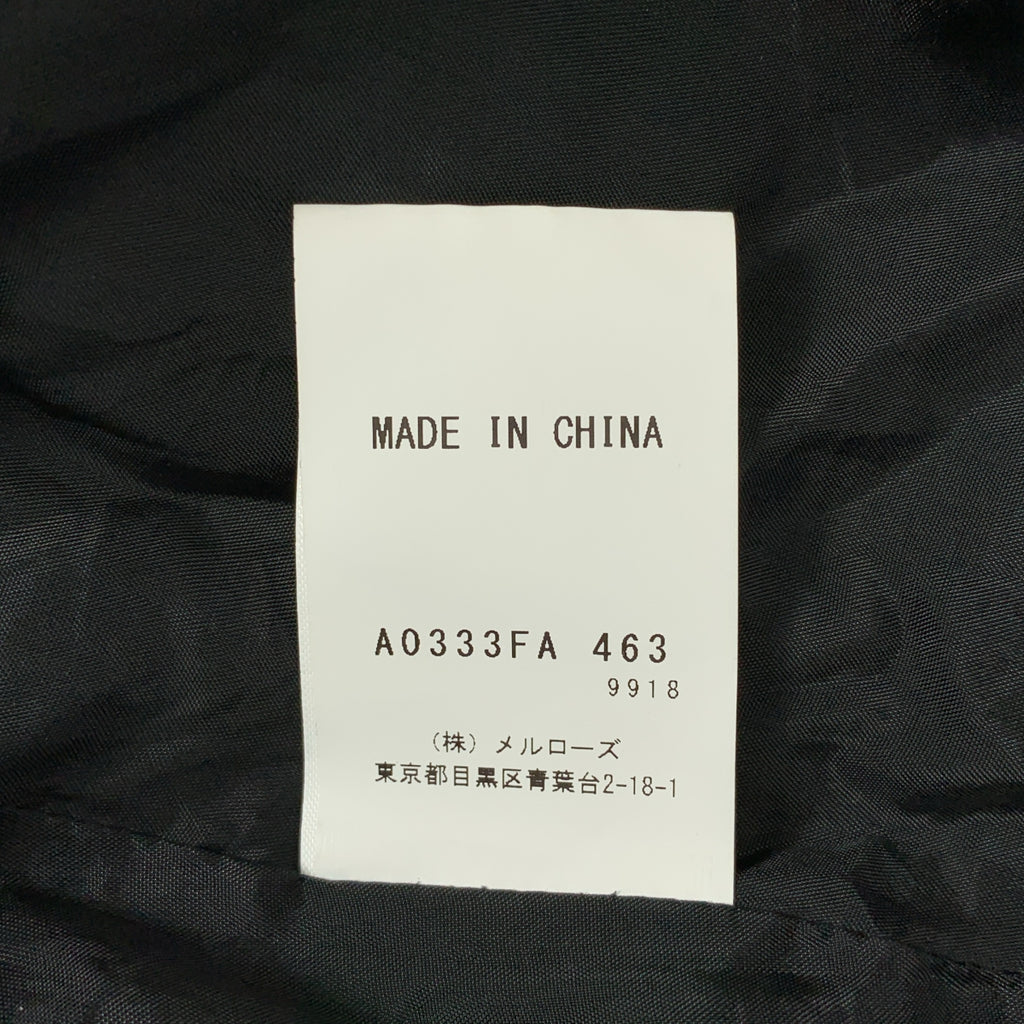 MADE IN CHINA
A0333FA 463
9918
（株）メルローズ
東京都目黒区青葉台2-18-1